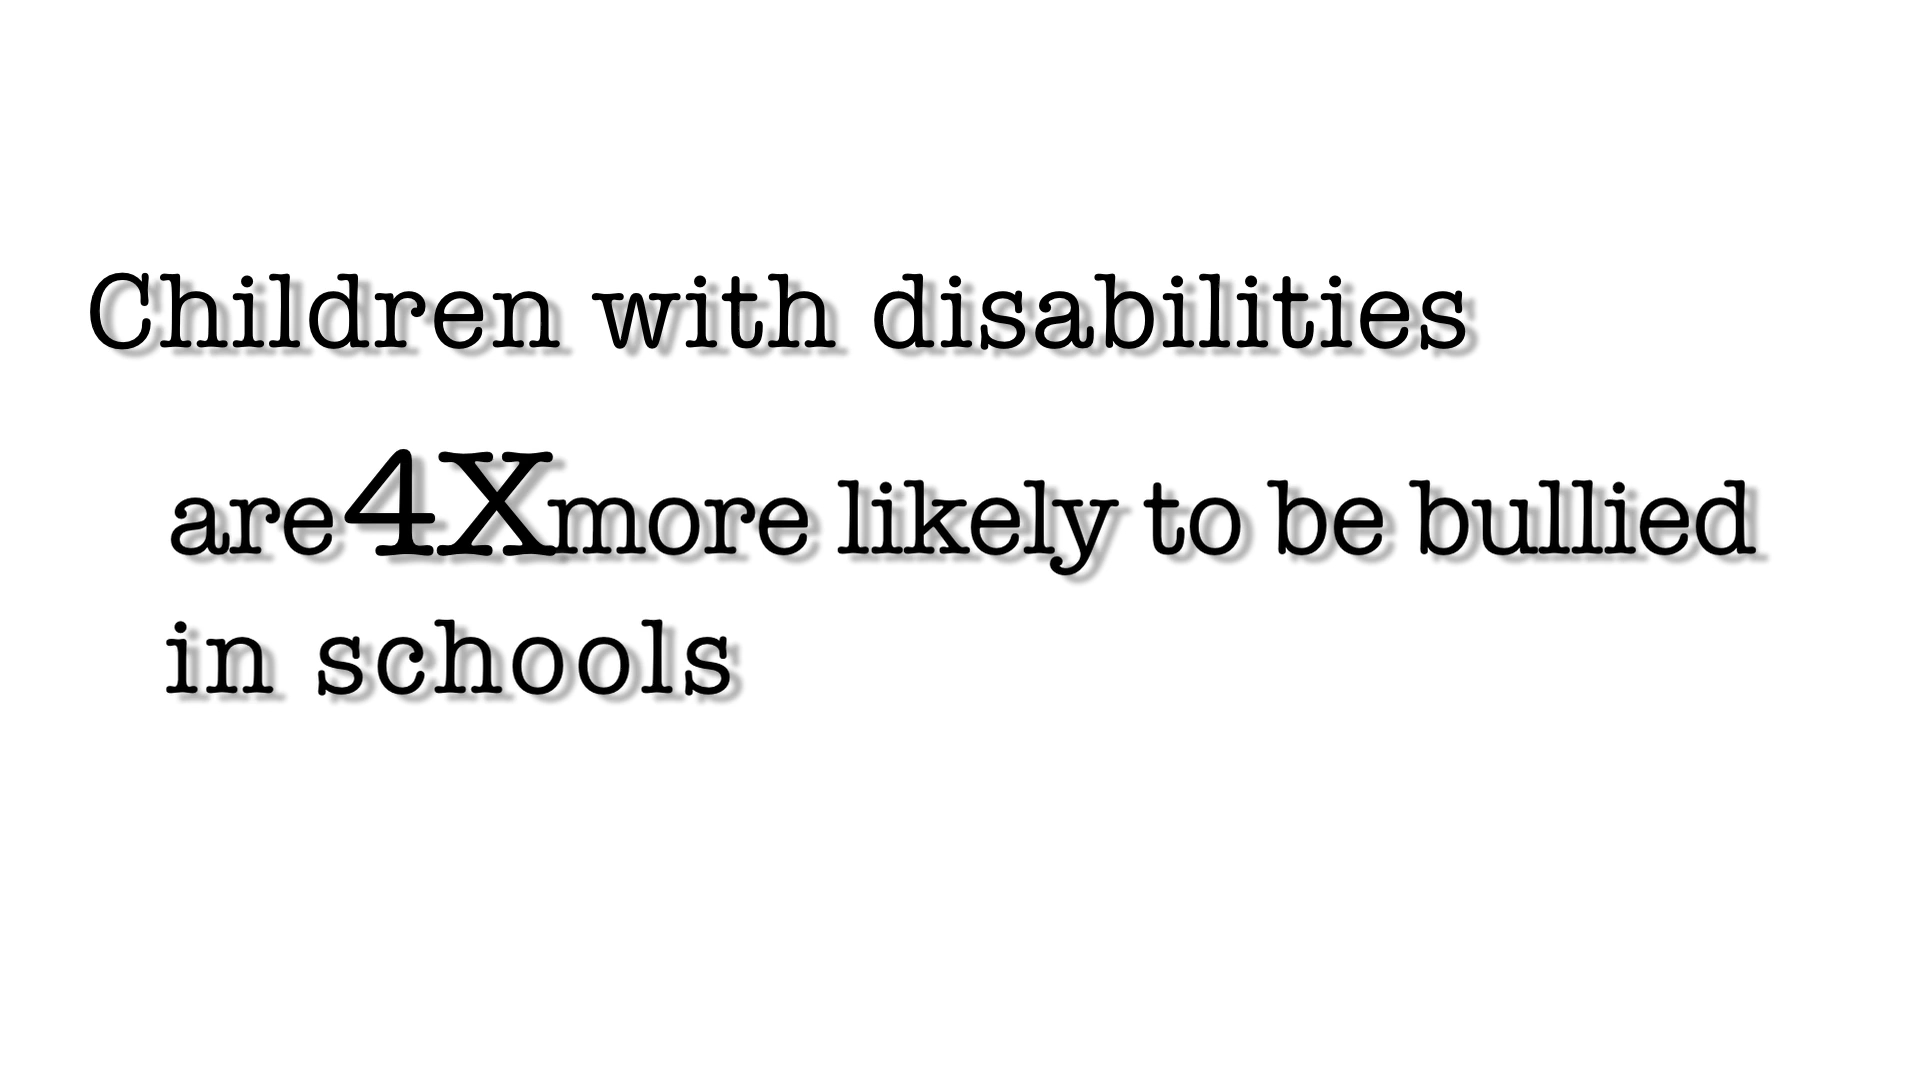 Children with disabilities
are 4X more likely to be bullied
in schools